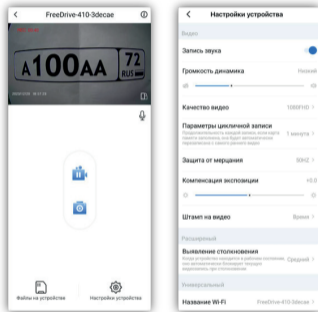 FreeDrive-410-3decae
А100АА 72
RUS
Файлы на устройстве
Настройки устройства
Настройки устройства
Видео
Запись звука
Громкость динамика
Низкий
Качество видео
1080FHD
Параметры цикличной записи
1 минута
Защита от мерцания
50HZ
Компенсация экспозиции
+0.0
Штамп на видео
Время
Расширенный
Выявление столкновения
Средний
Универсальный
Название Wi-Fi
FreeDrive-410-3decae